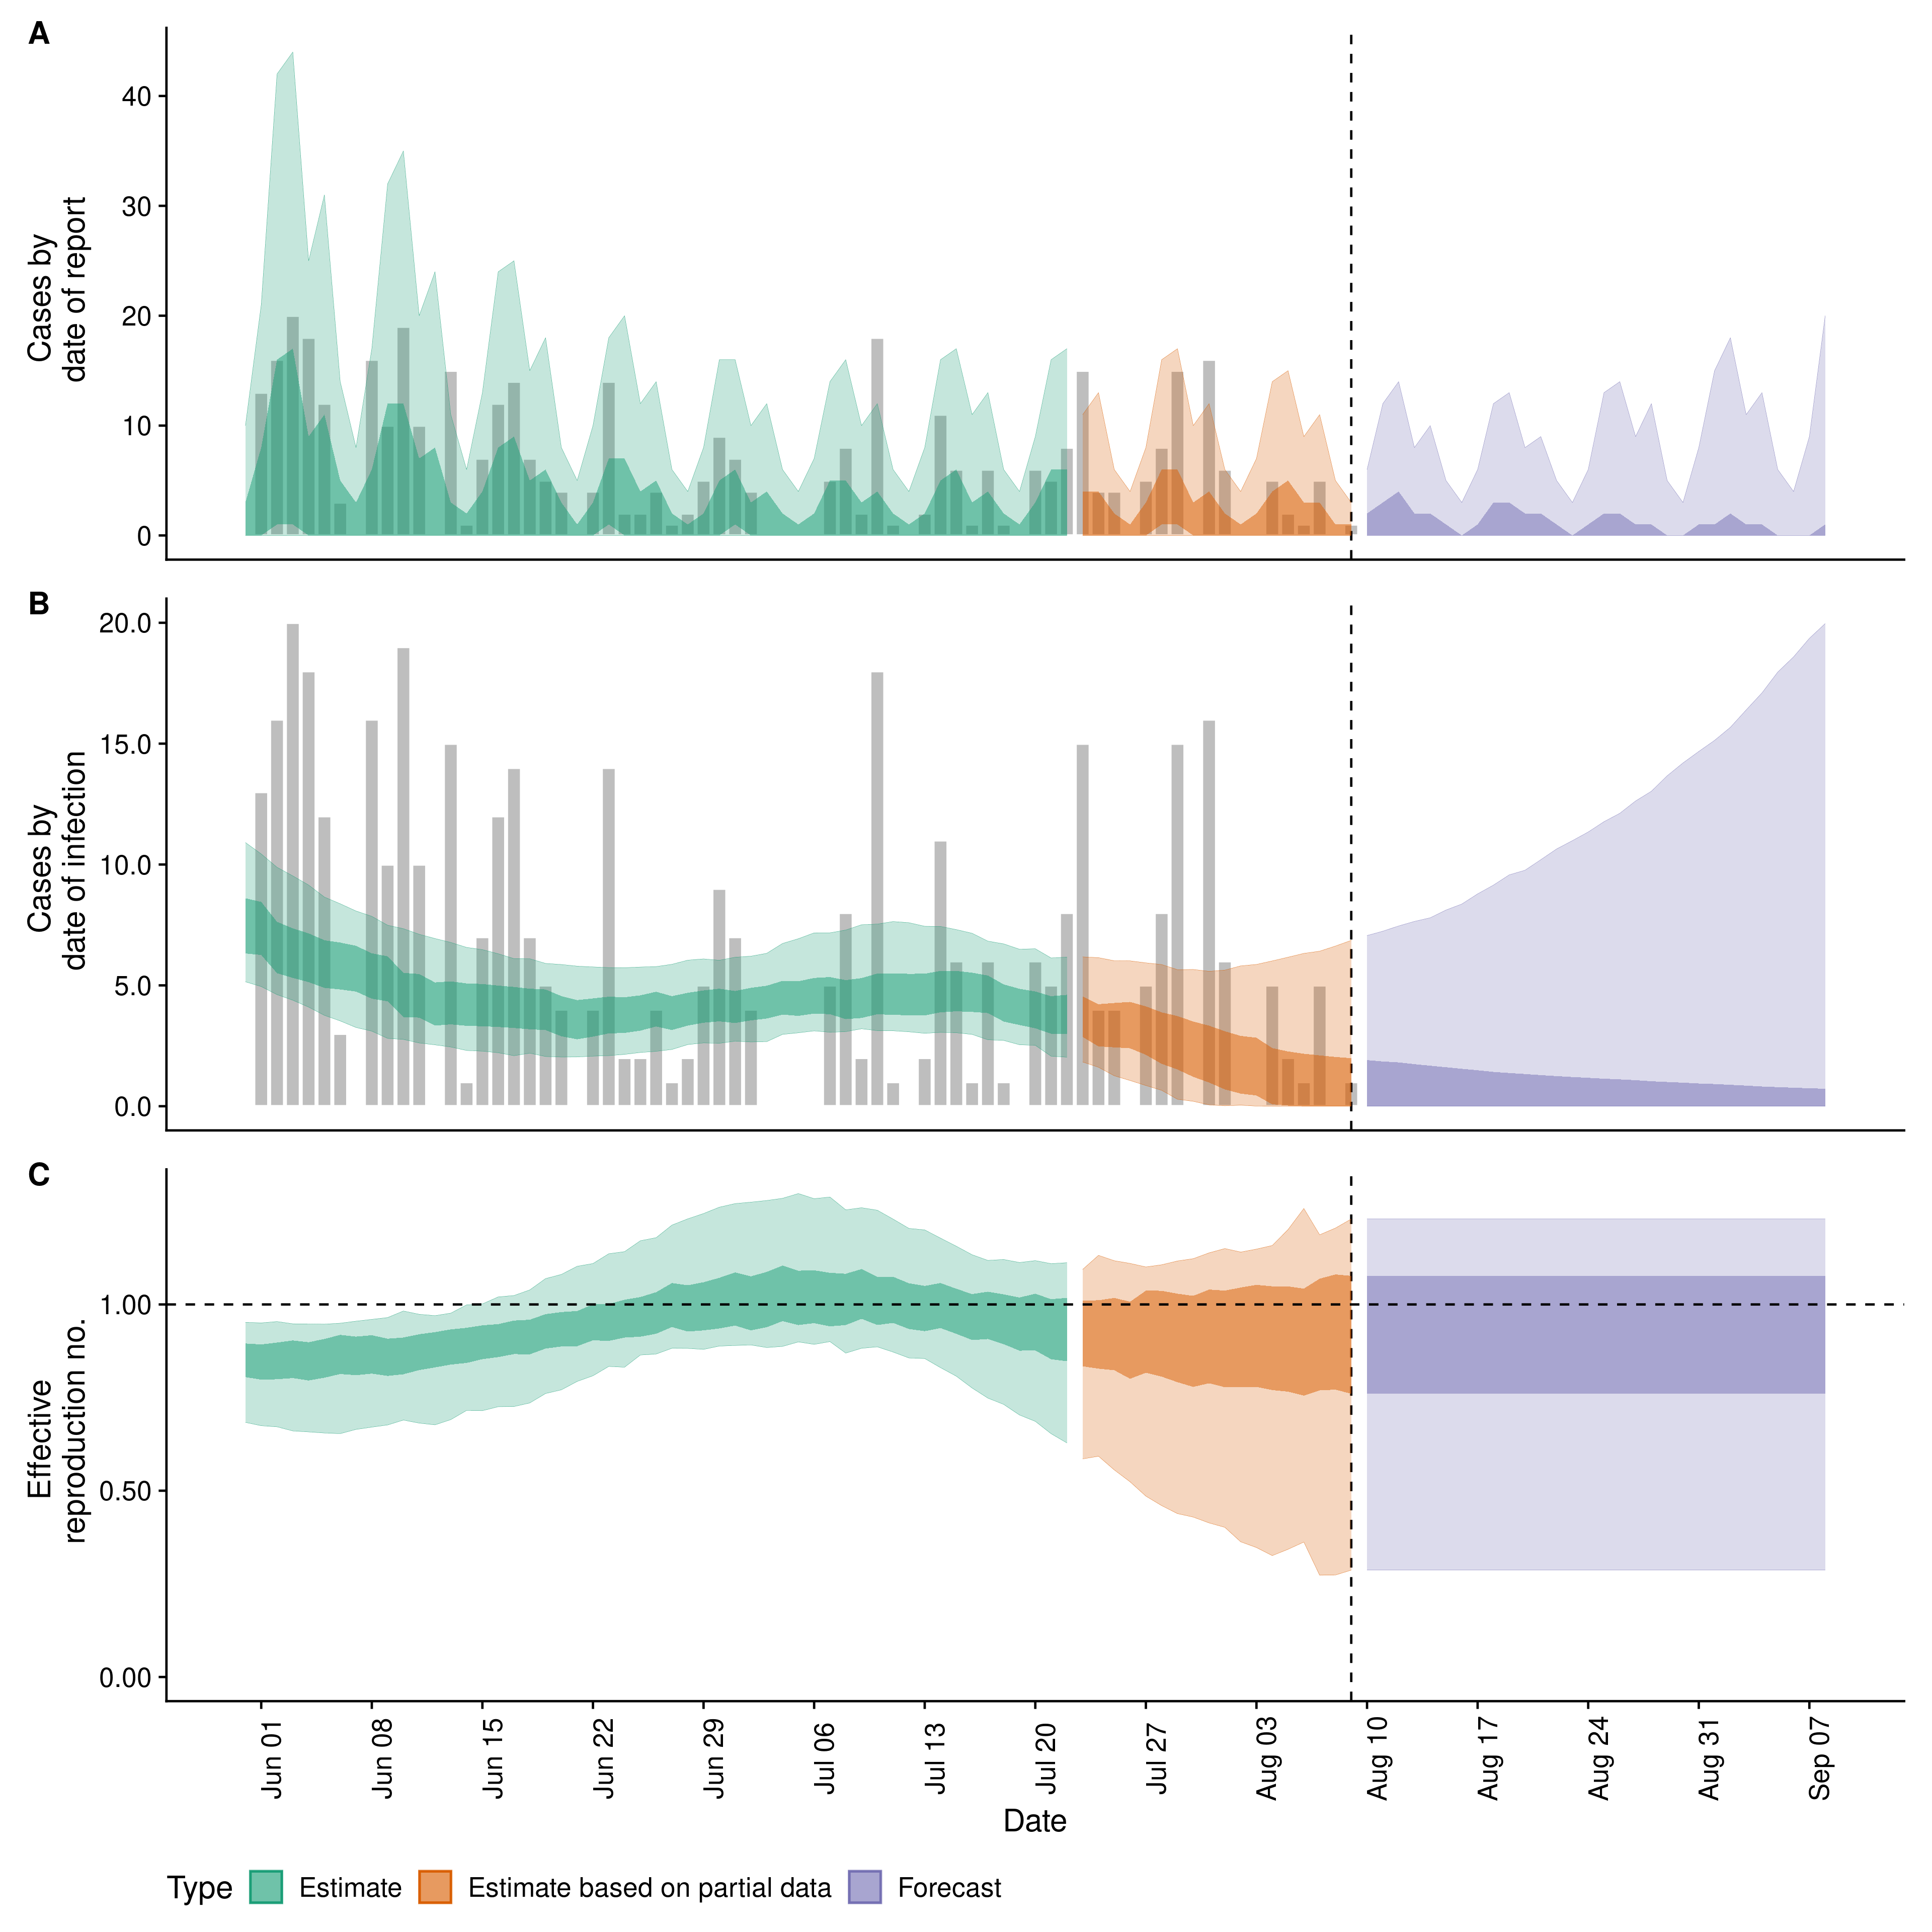 A
Cases by
date of report
40
30
20
10
0
B
Cases by
date of infection
20.0
15.0
10.0
5.0
0.0
C
Effective
reproduction no.
1.00
0.50
0.00
Jun 01
Jun 08
Jun 15
Jun 22
Jun 29
Jul 06
Jul 13
Jul 20
Jul 27
Aug 03
Aug 10
Aug 17
Aug 24
Aug 31
Sep 07
Date
Type Estimate Estimate based on partial data Forecast